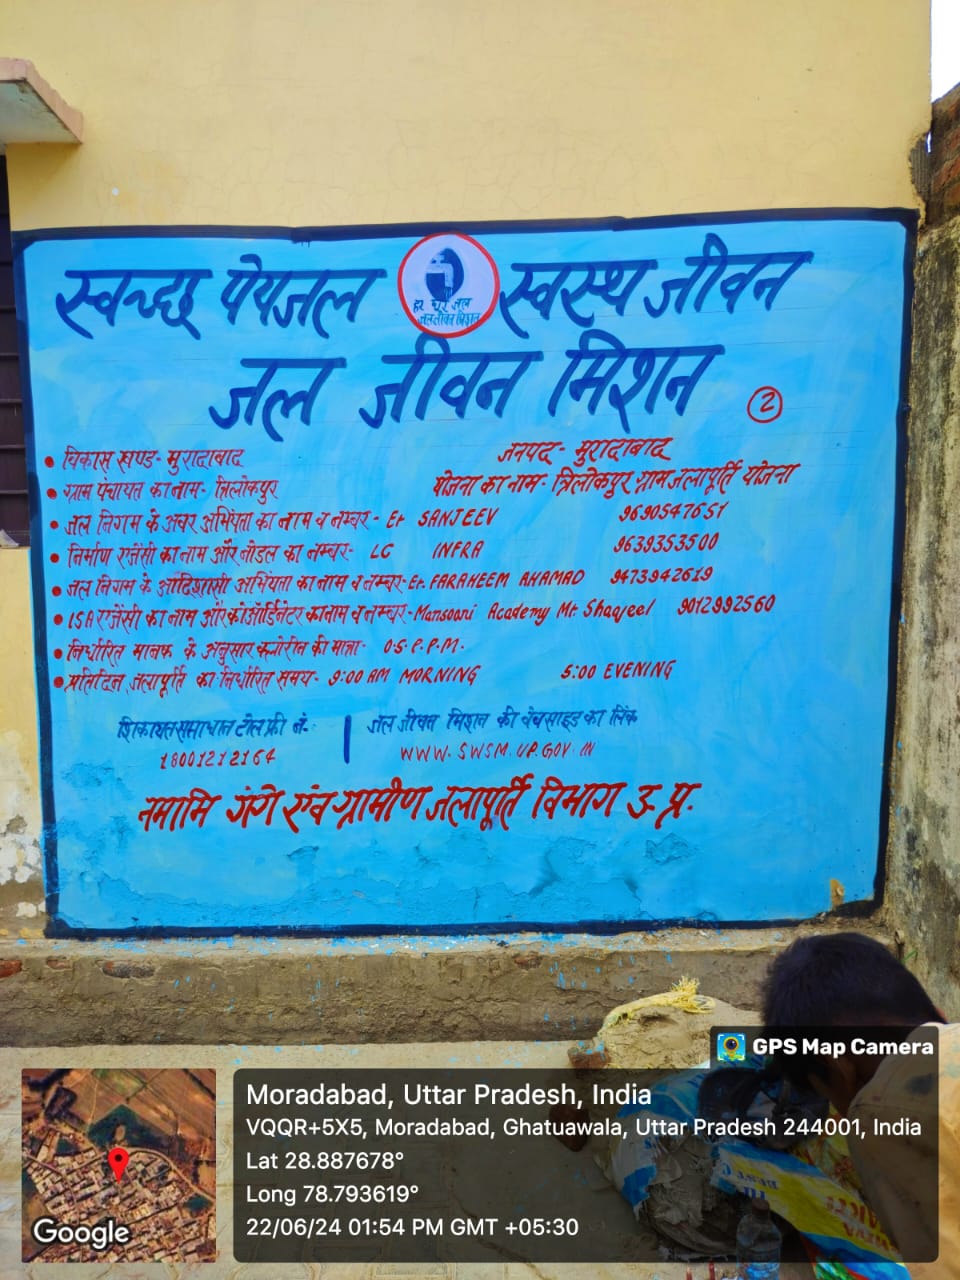 स्वच्छ पेयजल स्वस्थ जीवन
हर घर जल
जल जीवन मिशन
जल जीवन मिशन
2
• विकास खण्ड- मुरादाबाद जनपद- मुरादाबाद
• ग्राम पंचायत का नाम- त्रिलोकपुर योजना का नाम- त्रिलोकपुर ग्राम जलापूर्ति योजना
• जल निगम के अवर अभियंता का नाम व नम्बर- Er SANJEEV 9690547651
• निर्माण एजेंसी का नाम और नोडल का नम्बर- LC INFRA 9639353500
• जल निगम के अधिशासी अभियंता का नाम व नम्बर- Er. FARAHEEM AHAMAD 9473942619
• ISA एजेंसी का नाम और कोऑर्डिनेटर का नाम व नम्बर- Mansoori Academy Mr. Shaqeel 9012992560
• निर्धारित मानक के अनुसार क्लोरीन की मात्रा- 0.5 P.P.M.
• प्रतिदिन जलापूर्ति का निर्धारित समय- 9:00 AM MORNING 5:00 EVENING
शिकायत समाधान टोल फ्री नं.- | जल जीवन मिशन की वेबसाइड का लिंक
18001212164 WWW.SWSM.UP.GOV.IN
नमामि गंगे एवं ग्रामीण जलापूर्ति विभाग उ.प्र.
GPS Map Camera
Moradabad, Uttar Pradesh, India
VQQR+5X5, Moradabad, Ghatuawala, Uttar Pradesh 244001, India
Lat 28.887678°
Long 78.793619°
22/06/24 01:54 PM GMT +05:30
Google